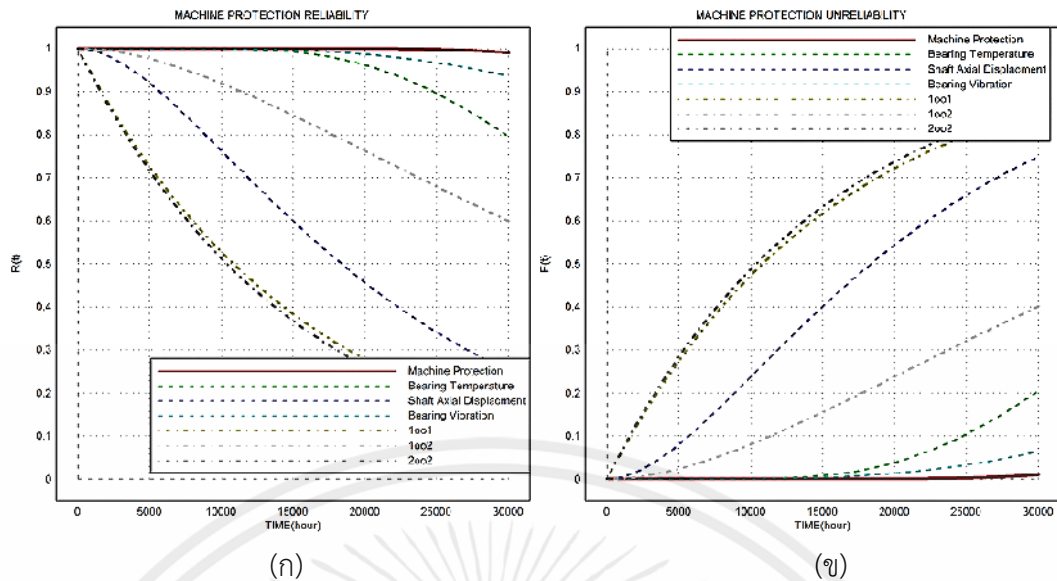 MACHINE PROTECTION RELIABILITY
1
0.9
0.8
0.7
0.6
0.5
0.4
0.3
0.2
0.1
0
R(t)
0 5000 10000 15000 20000 25000 30000
TIME(hour)
Machine Protection
Bearing Temperature
Shaft Axial Displacment
Bearing Vibration
1oo1
1oo2
2oo2
(ก)
MACHINE PROTECTION UNRELIABILITY
1
0.9
0.8
0.7
0.6
0.5
0.4
0.3
0.2
0.1
0
F(t)
0 5000 10000 15000 20000 25000 30000
TIME(hour)
Machine Protection
Bearing Temperature
Shaft Axial Displacment
Bearing Vibration
1oo1
1oo2
2oo2
(ข)